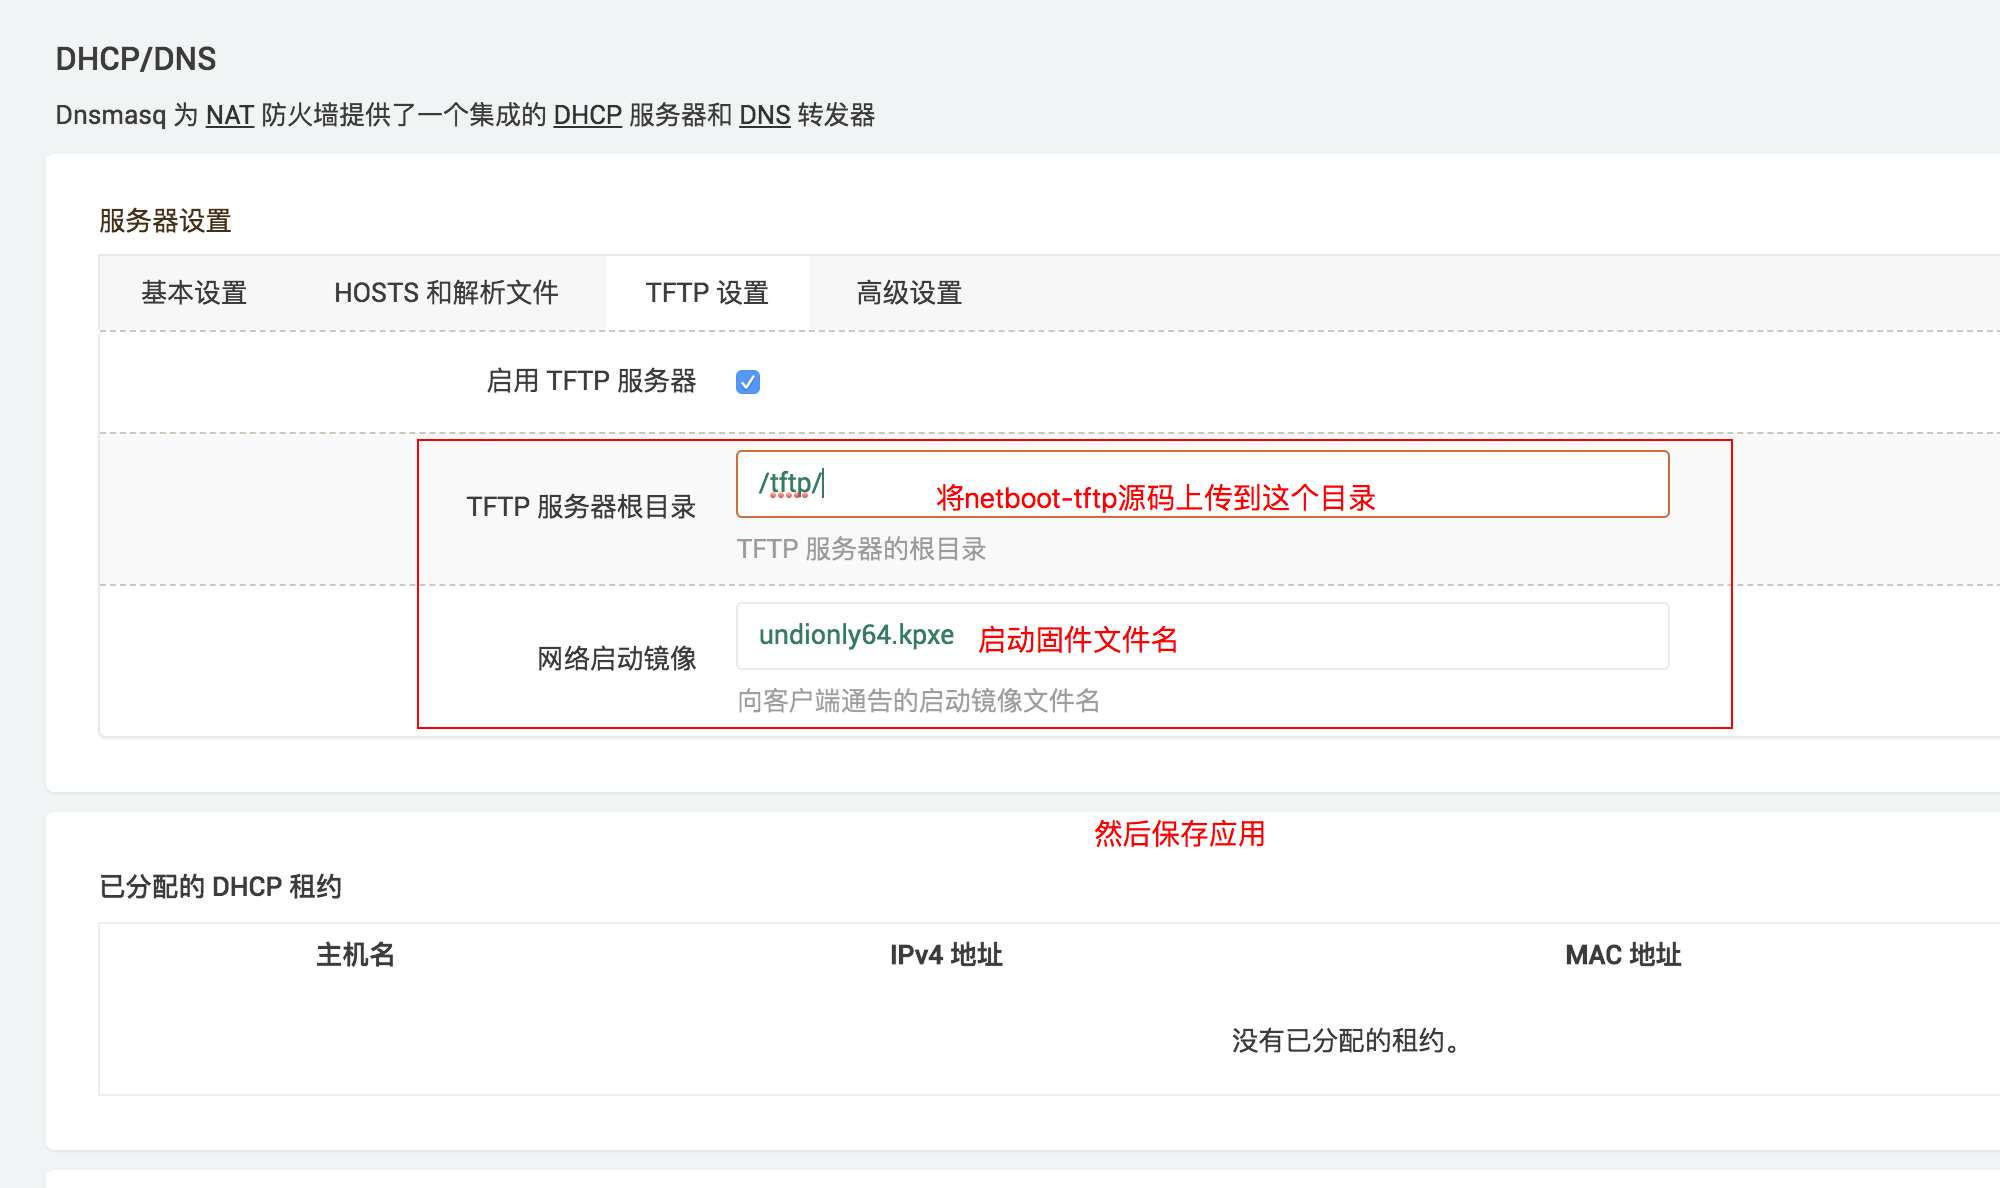 DHCP/DNS
Dnsmasq 为 NAT 防火墙提供了一个集成的 DHCP 服务器和 DNS 转发器
服务器设置
基本设置 HOSTS 和解析文件 TFTP 设置 高级设置
启用 TFTP 服务器
TFTP 服务器根目录 /tftp/ 将netboot-tftp源码上传到这个目录
TFTP 服务器的根目录
网络启动镜像 undionly64.kpxe 启动固件文件名
向客户端通告的启动镜像文件名
然后保存应用
已分配的 DHCP 租约
主机名 IPv4 地址 MAC 地址
没有已分配的租约。